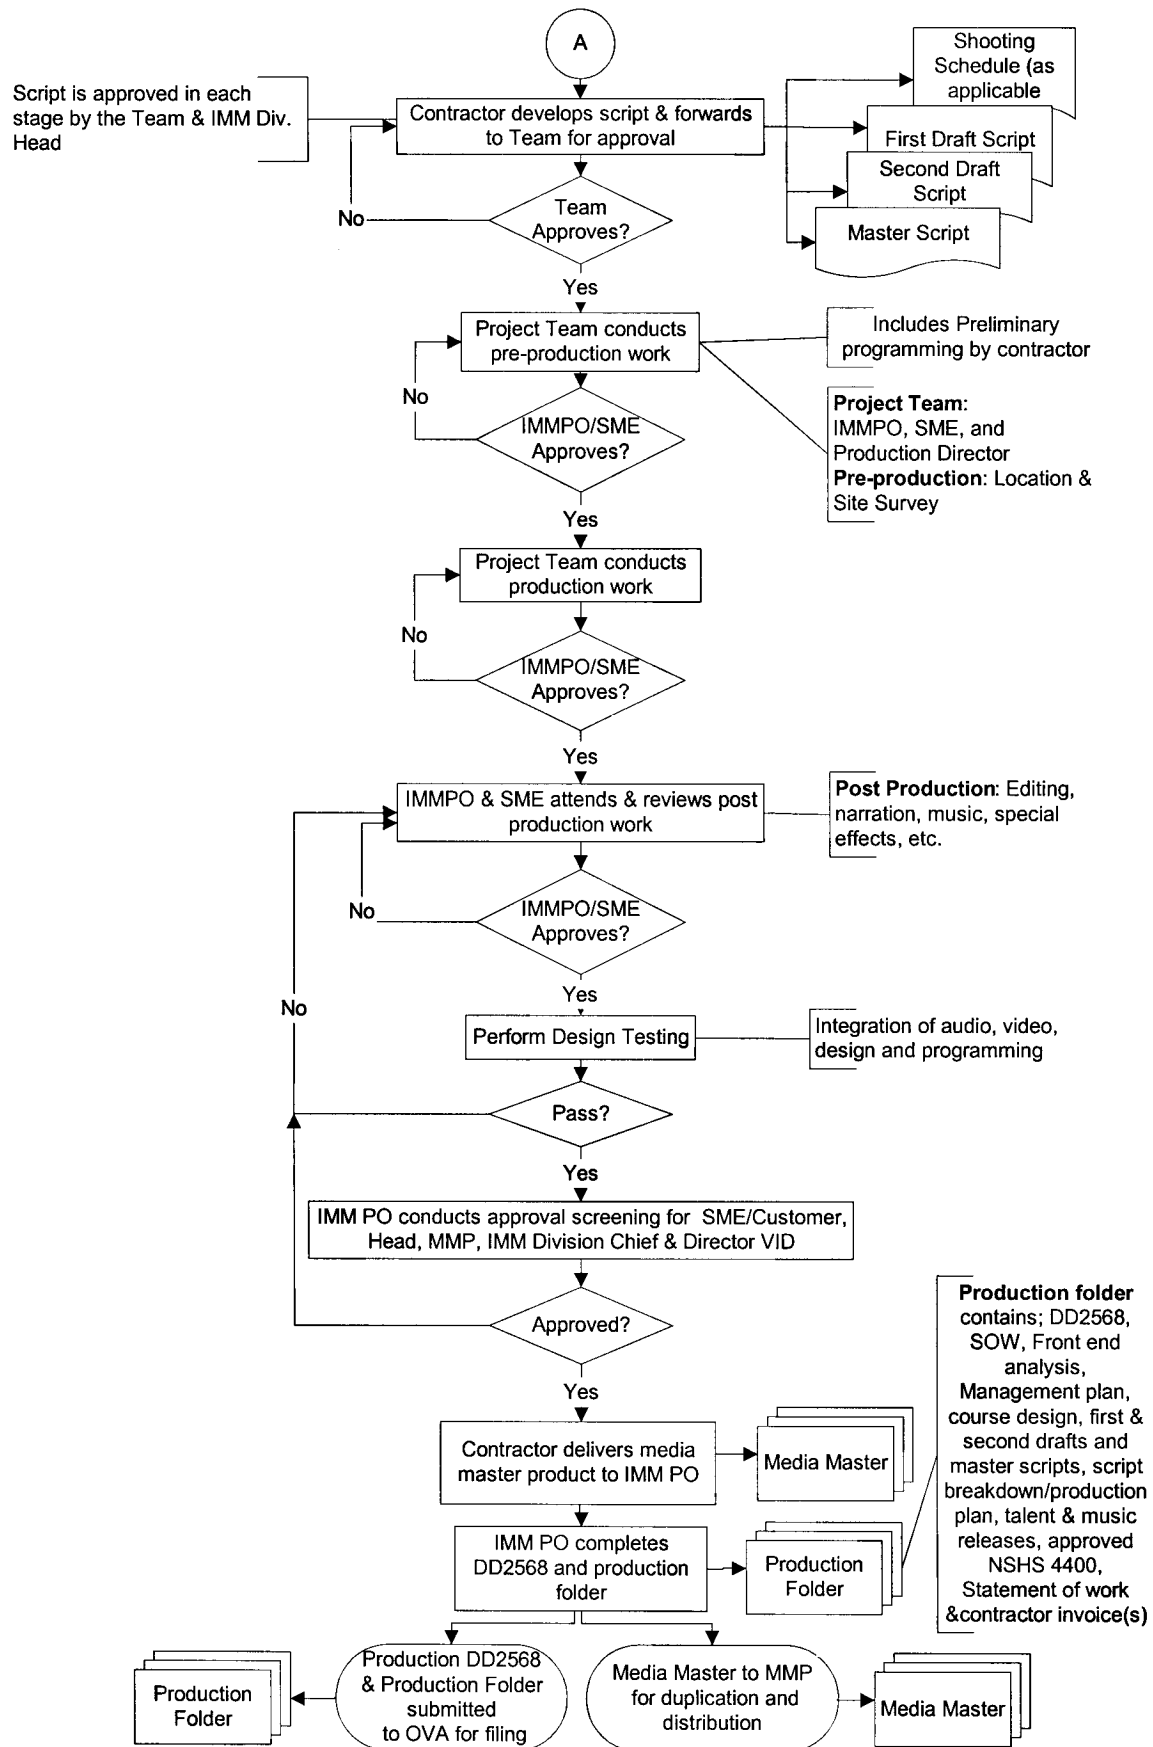 A
Script is approved in each
stage by the Team & IMM Div.
Head
Contractor develops script & forwards
to Team for approval
Shooting
Schedule (as
applicable
First Draft Script
Second Draft
Script
Master Script
Team
Approves?
No
Yes
Project Team conducts
pre-production work
Includes Preliminary
programming by contractor
Project Team:
IMMPO, SME, and
Production Director
Pre-production: Location &
Site Survey
No
IMMPO/SME
Approves?
Yes
Project Team conducts
production work
No
IMMPO/SME
Approves?
Yes
IMMPO & SME attends & reviews post
production work
Post Production: Editing,
narration, music, special
effects, etc.
No
IMMPO/SME
Approves?
Yes
No
Perform Design Testing
Integration of audio, video,
design and programming
Pass?
Yes
IMM PO conducts approval screening for SME/Customer,
Head, MMP, IMM Division Chief & Director VID
Approved?
Yes
Production folder
contains; DD2568,
SOW, Front end
analysis,
Management plan,
course design, first &
second drafts and
master scripts, script
breakdown/production
plan, talent & music
releases, approved
NSHS 4400,
Statement of work
&contractor invoice(s)
Contractor delivers media
master product to IMM PO
Media Master
IMM PO completes
DD2568 and production
folder
Production
Folder
Production
Folder
Production DD2568
& Production Folder
submitted
to OVA for filing
Media Master to MMP
for duplication and
distribution
Media Master